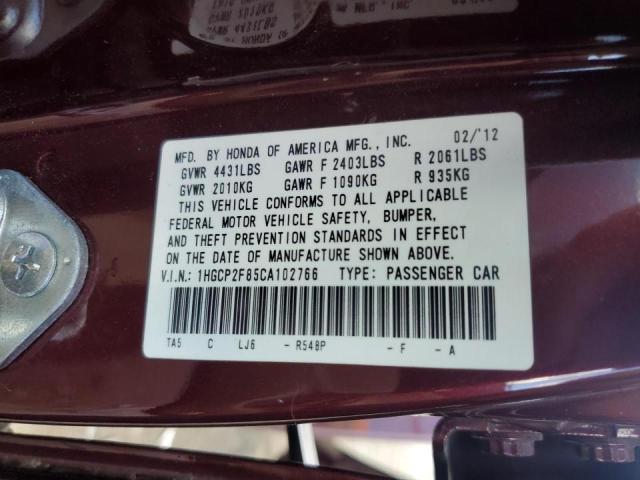 MFD. BY HONDA OF AMERICA MFG., INC. 02/'12
GVWR 4431LBS GAWR F 2403LBS R 2061LBS
GVWR 2010KG GAWR F 1090KG R 935KG
THIS VEHICLE CONFORMS TO ALL APPLICABLE
FEDERAL MOTOR VEHICLE SAFETY, BUMPER,
AND THEFT PREVENTION STANDARDS IN EFFECT
ON THE DATE OF MANUFACTURE SHOWN ABOVE.
V.I.N.: 1HGCP2F85CA102766 TYPE: PASSENGER CAR
TA5 C LJ6 - R548P - F - A